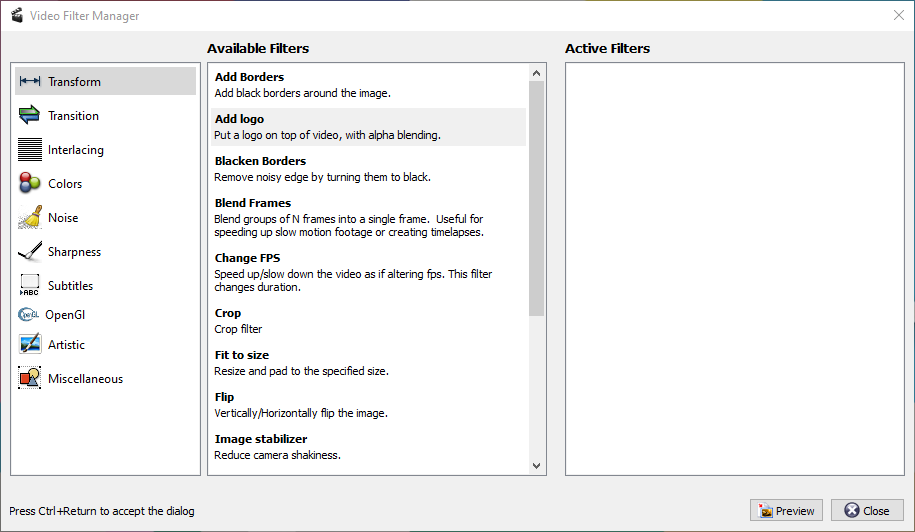 Video Filter Manager
Available Filters
Active Filters
Transform
Transition
Interlacing
Colors
Noise
Sharpness
ABC
Subtitles
OpenGL
OpenGl
Artistic
Miscellaneous
Add Borders
Add black borders around the image.
Add logo
Put a logo on top of video, with alpha blending.
Blacken Borders
Remove noisy edge by turning them to black.
Blend Frames
Blend groups of N frames into a single frame.  Useful for
speeding up slow motion footage or creating timelapses.
Change FPS
Speed up/slow down the video as if altering fps. This filter
changes duration.
Crop
Crop filter
Fit to size
Resize and pad to the specified size.
Flip
Vertically/Horizontally flip the image.
Image stabilizer
Reduce camera shakiness.
Press Ctrl+Return to accept the dialog
Preview
Close